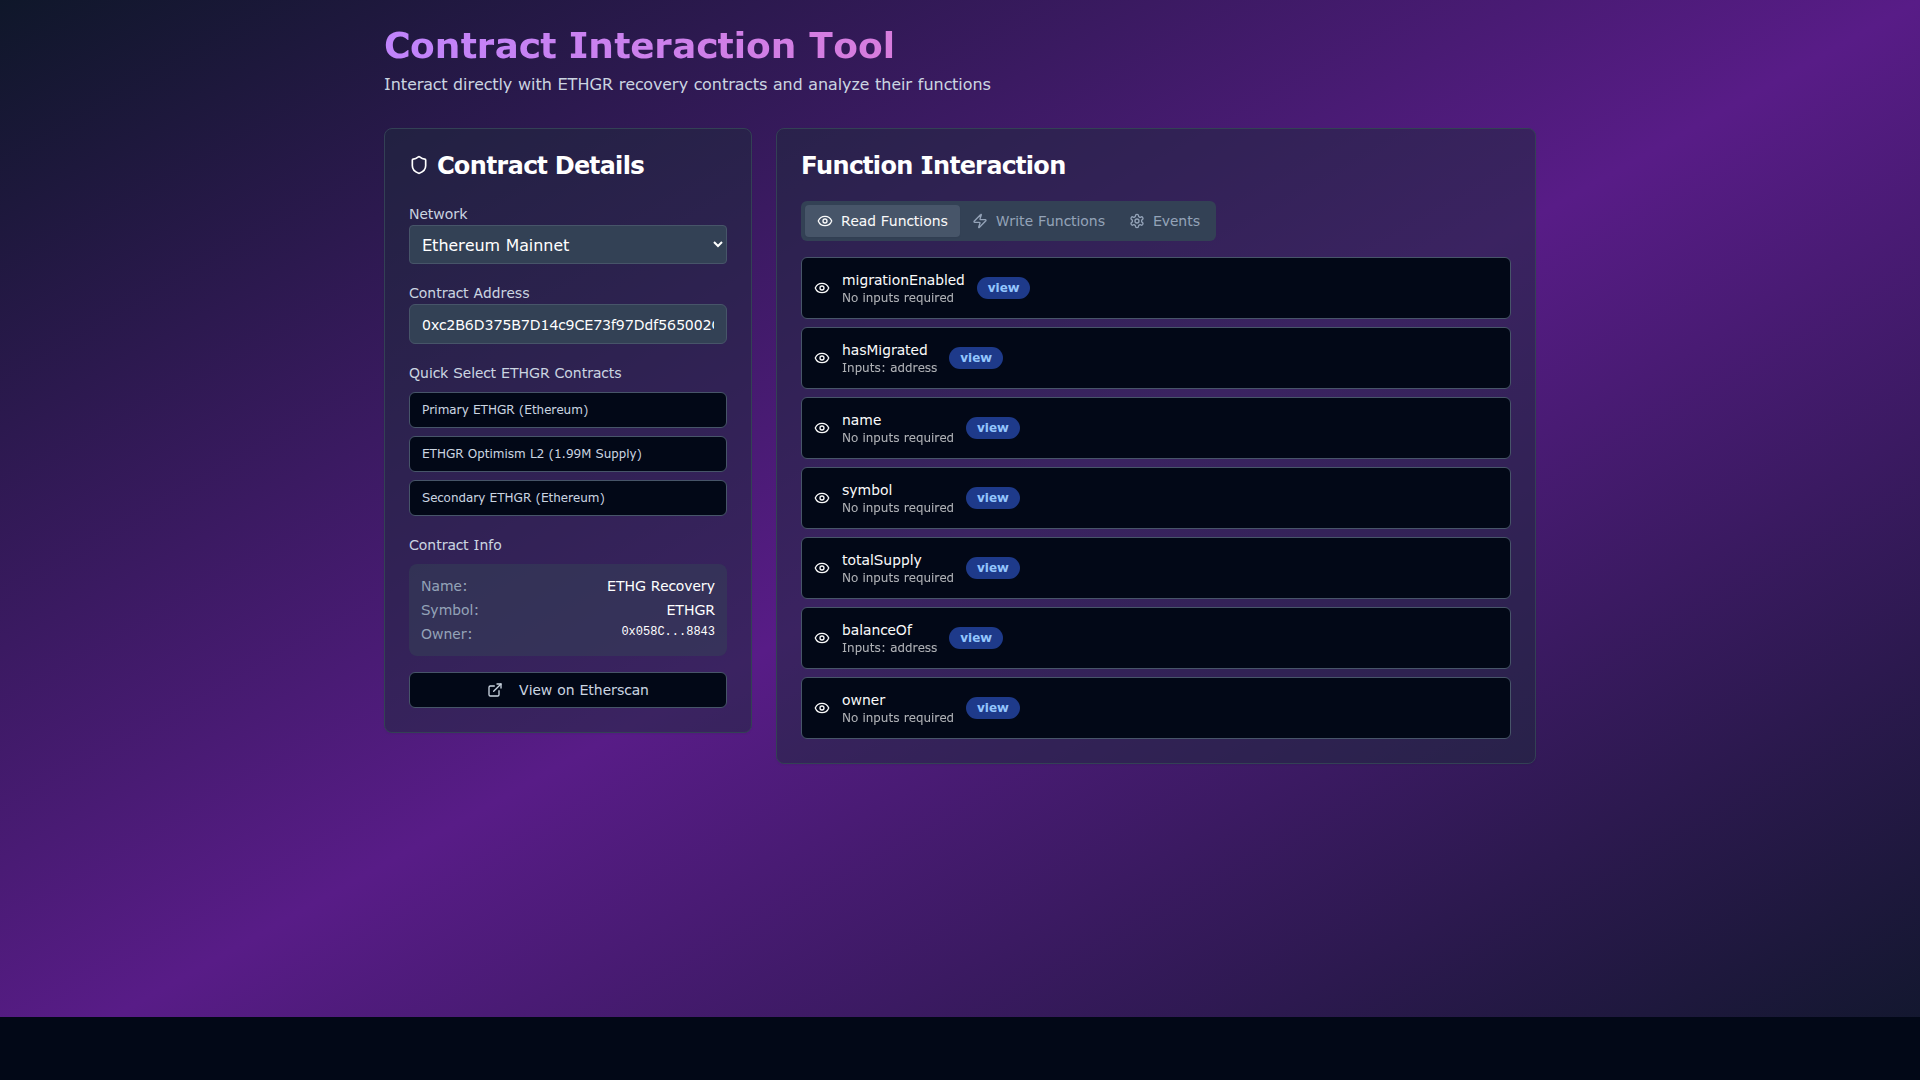 Contract Interaction Tool
Interact directly with ETHGR recovery contracts and analyze their functions
Contract Details
Network
Ethereum Mainnet
Contract Address
0xc2B6D375B7D14c9CE73f97Ddf565002
Quick Select ETHGR Contracts
Primary ETHGR (Ethereum)
ETHGR Optimism L2 (1.99M Supply)
Secondary ETHGR (Ethereum)
Contract Info
Name: ETHG Recovery
Symbol: ETHGR
Owner: 0x058C...8843
View on Etherscan
Function Interaction
Read Functions Write Functions Events
migrationEnabled view
No inputs required
hasMigrated view
Inputs: address
name view
No inputs required
symbol view
No inputs required
totalSupply view
No inputs required
balanceOf view
Inputs: address
owner view
No inputs required